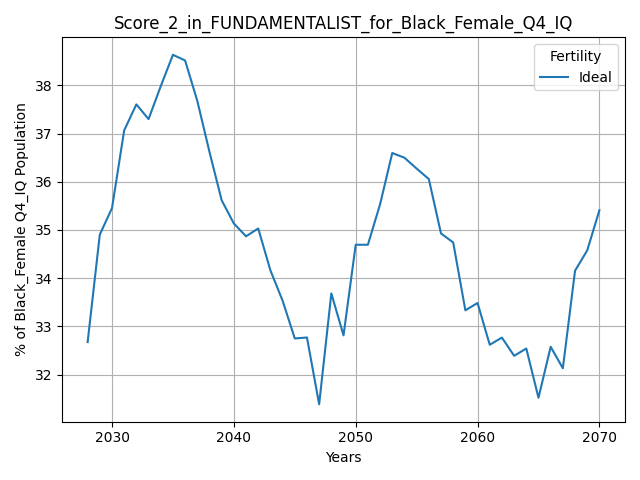 Score_2_in_FUNDAMENTALIST_for_Black_Female_Q4_IQ
Fertility
Ideal
% of Black_Female Q4_IQ Population
38
37
36
35
34
33
32
2030 2040 2050 2060 2070
Years